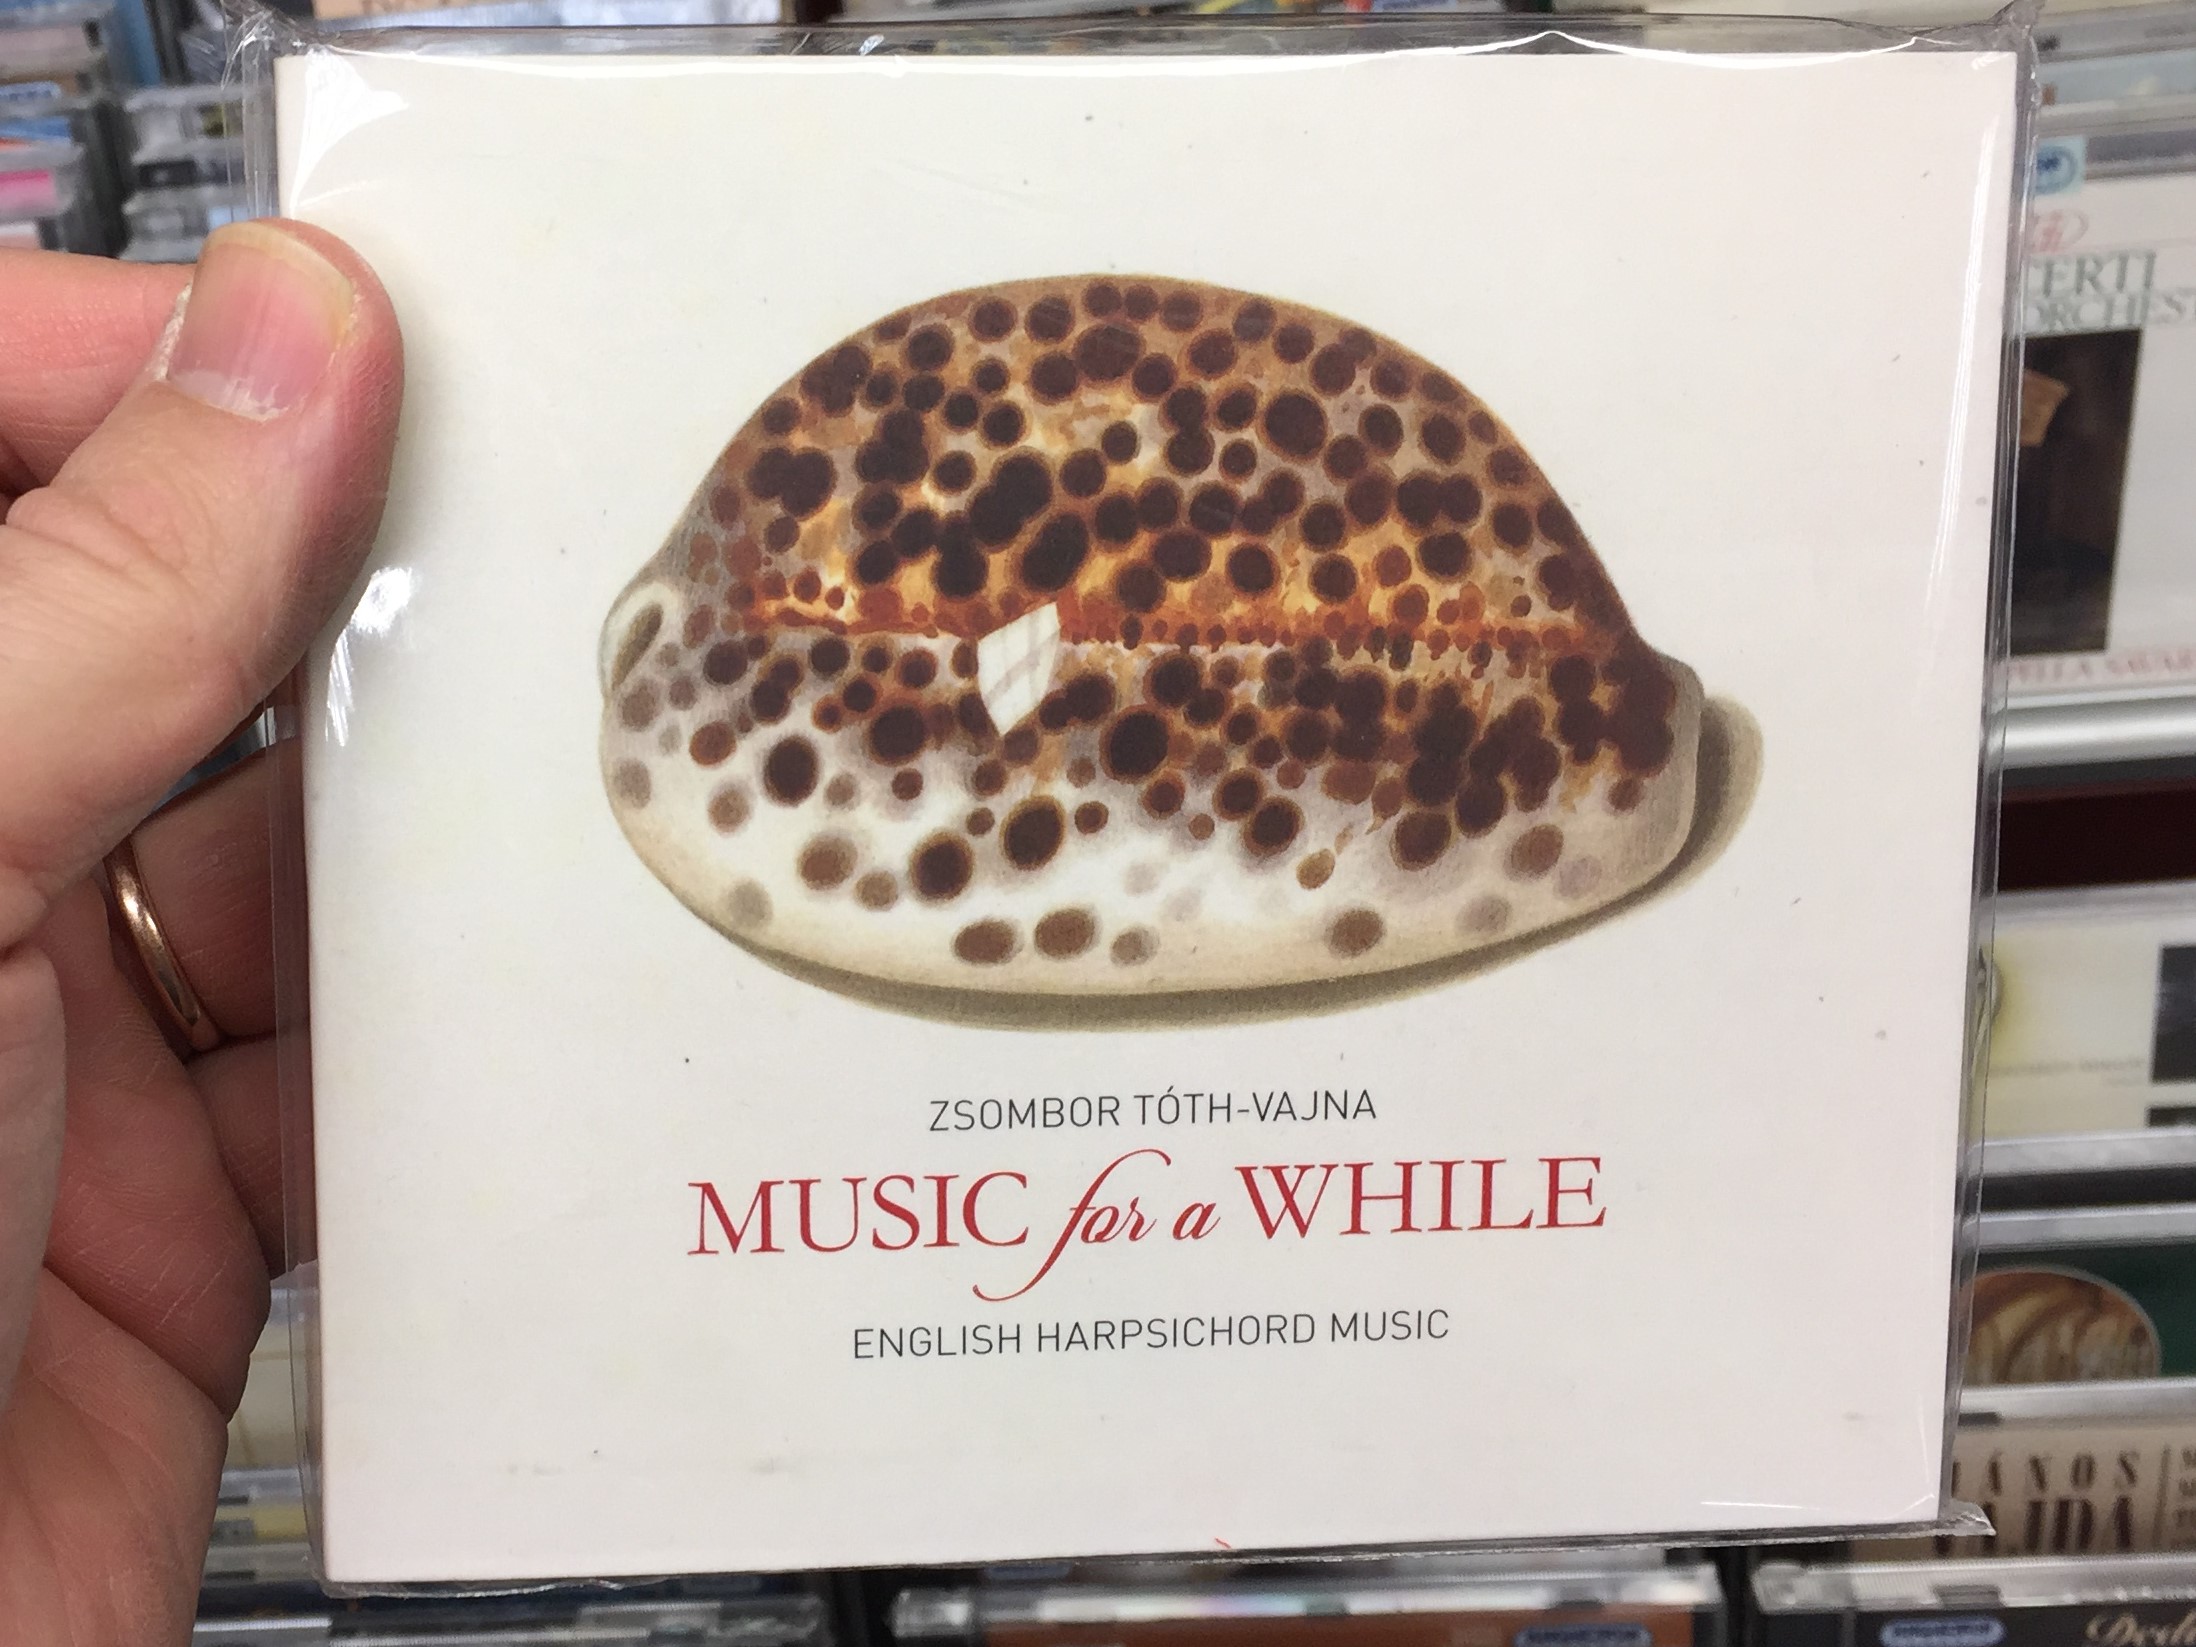 ZSOMBOR TÓTH-VAJNA
MUSIC for a WHILE
ENGLISH HARPSICHORD MUSIC